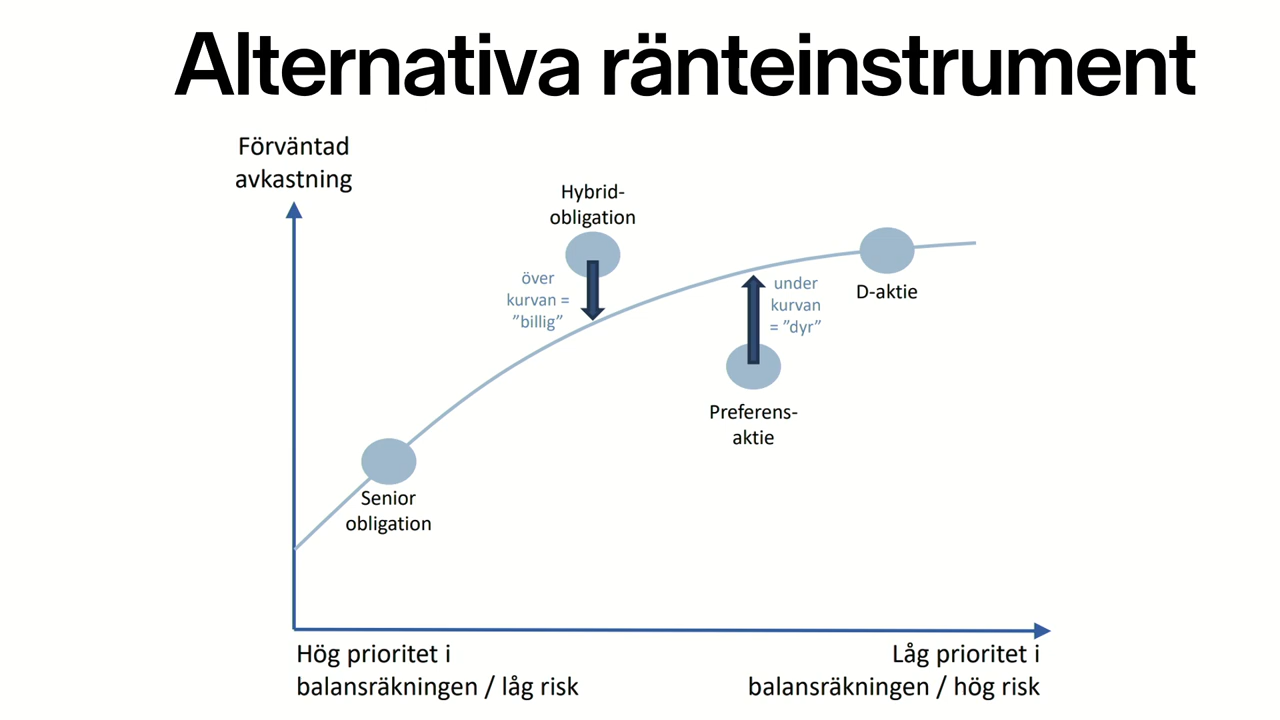 Alternativa ränteinstrument
Förväntad
avkastning
Hybrid-
obligation
över
kurvan =
”billig”
under
kurvan
= ”dyr”
D-aktie
Preferens-
aktie
Senior
obligation
Hög prioritet i
balansräkningen / låg risk
Låg prioritet i
balansräkningen / hög risk